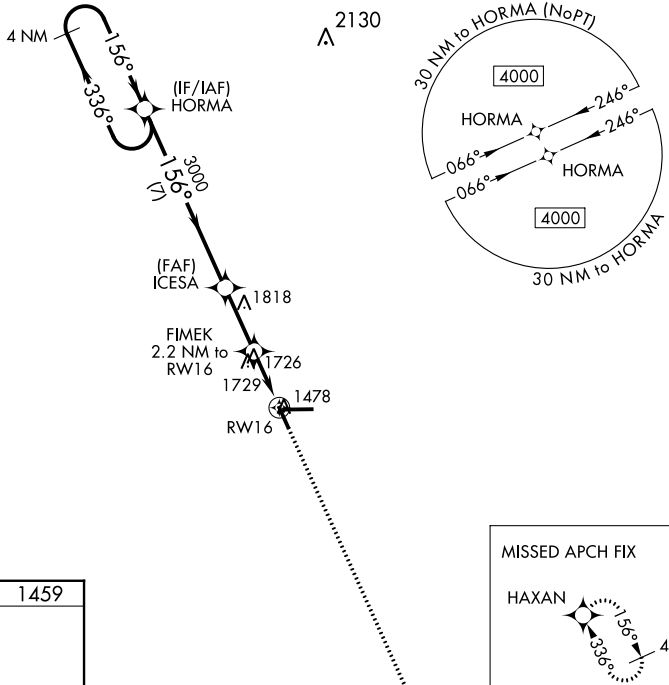 4 NM
156°
336°
(IF/IAF)
HORMA
2130
156°
3000
(7)
(FAF)
ICESA
1818
FIMEK
2.2 NM to
RW16
1726
1729
1478
RW16
30 NM to HORMA (NoPT)
4000
246°
HORMA
246°
066°
066°
HORMA
4000
30 NM to HORMA
1459
MISSED APCH FIX
HAXAN
156°
336°
4